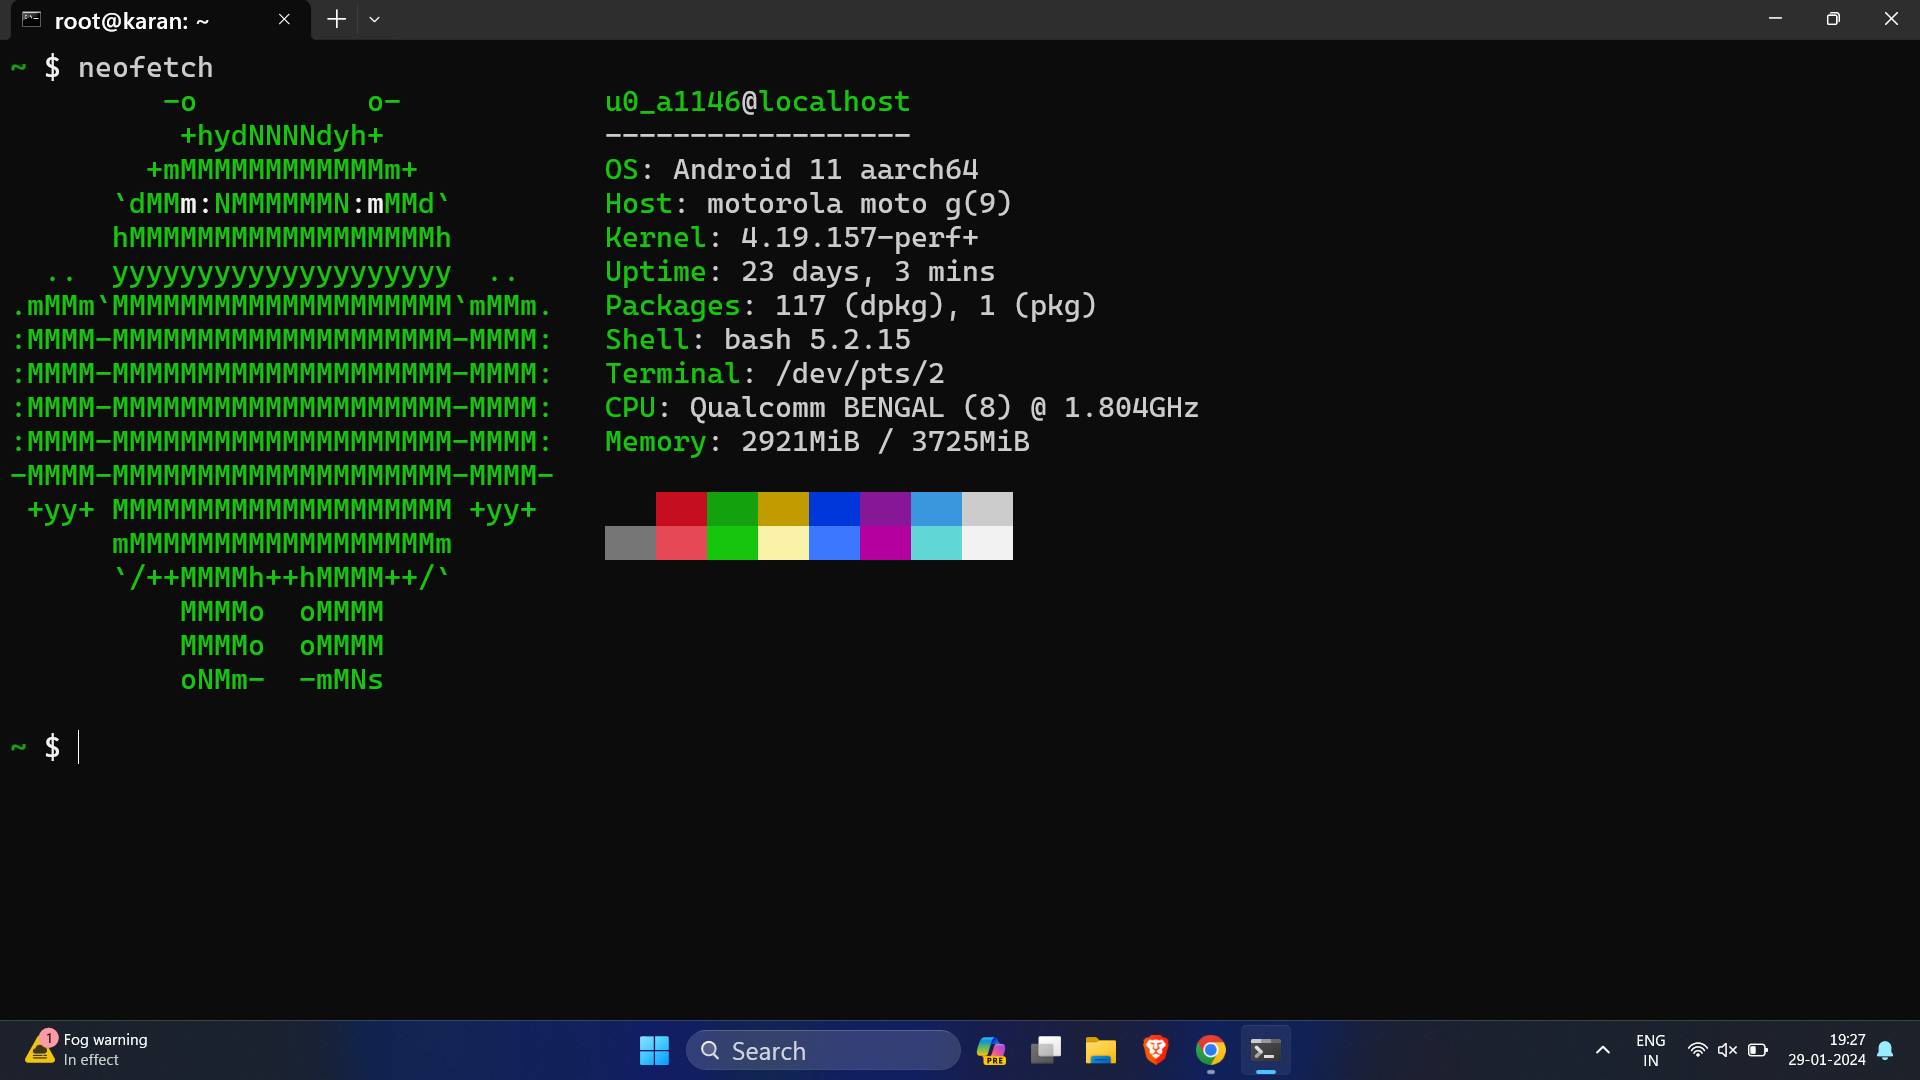 root@karan: ~
~ $ neofetch
         -o          o-
          +hydNNNNdyh+
        +mMMMMMMMMMMMMm+
      `dMMm:NMMMMMMN:mMMd`
      hMMMMMMMMMMMMMMMMMMh
  ..  yyyyyyyyyyyyyyyyyyyy  ..
.mMMm`MMMMMMMMMMMMMMMMMMMM`mMMm.
:MMMM-MMMMMMMMMMMMMMMMMMMM-MMMM:
:MMMM-MMMMMMMMMMMMMMMMMMMM-MMMM:
:MMMM-MMMMMMMMMMMMMMMMMMMM-MMMM:
:MMMM-MMMMMMMMMMMMMMMMMMMM-MMMM:
-MMMM-MMMMMMMMMMMMMMMMMMMM-MMMM-
 +yy+ MMMMMMMMMMMMMMMMMMMM +yy+
      mMMMMMMMMMMMMMMMMMMm
      `/++MMMMh++hMMMM++/`
          MMMMo  oMMMM
          MMMMo  oMMMM
          oNMm-  -mMNs
u0_a1146@localhost
------------------
OS: Android 11 aarch64
Host: motorola moto g(9)
Kernel: 4.19.157-perf+
Uptime: 23 days, 3 mins
Packages: 117 (dpkg), 1 (pkg)
Shell: bash 5.2.15
Terminal: /dev/pts/2
CPU: Qualcomm BENGAL (8) @ 1.804GHz
Memory: 2921MiB / 3725MiB
~ $
1
Fog warning
In effect
Search
PRE
ENG
IN
19:27
29-01-2024